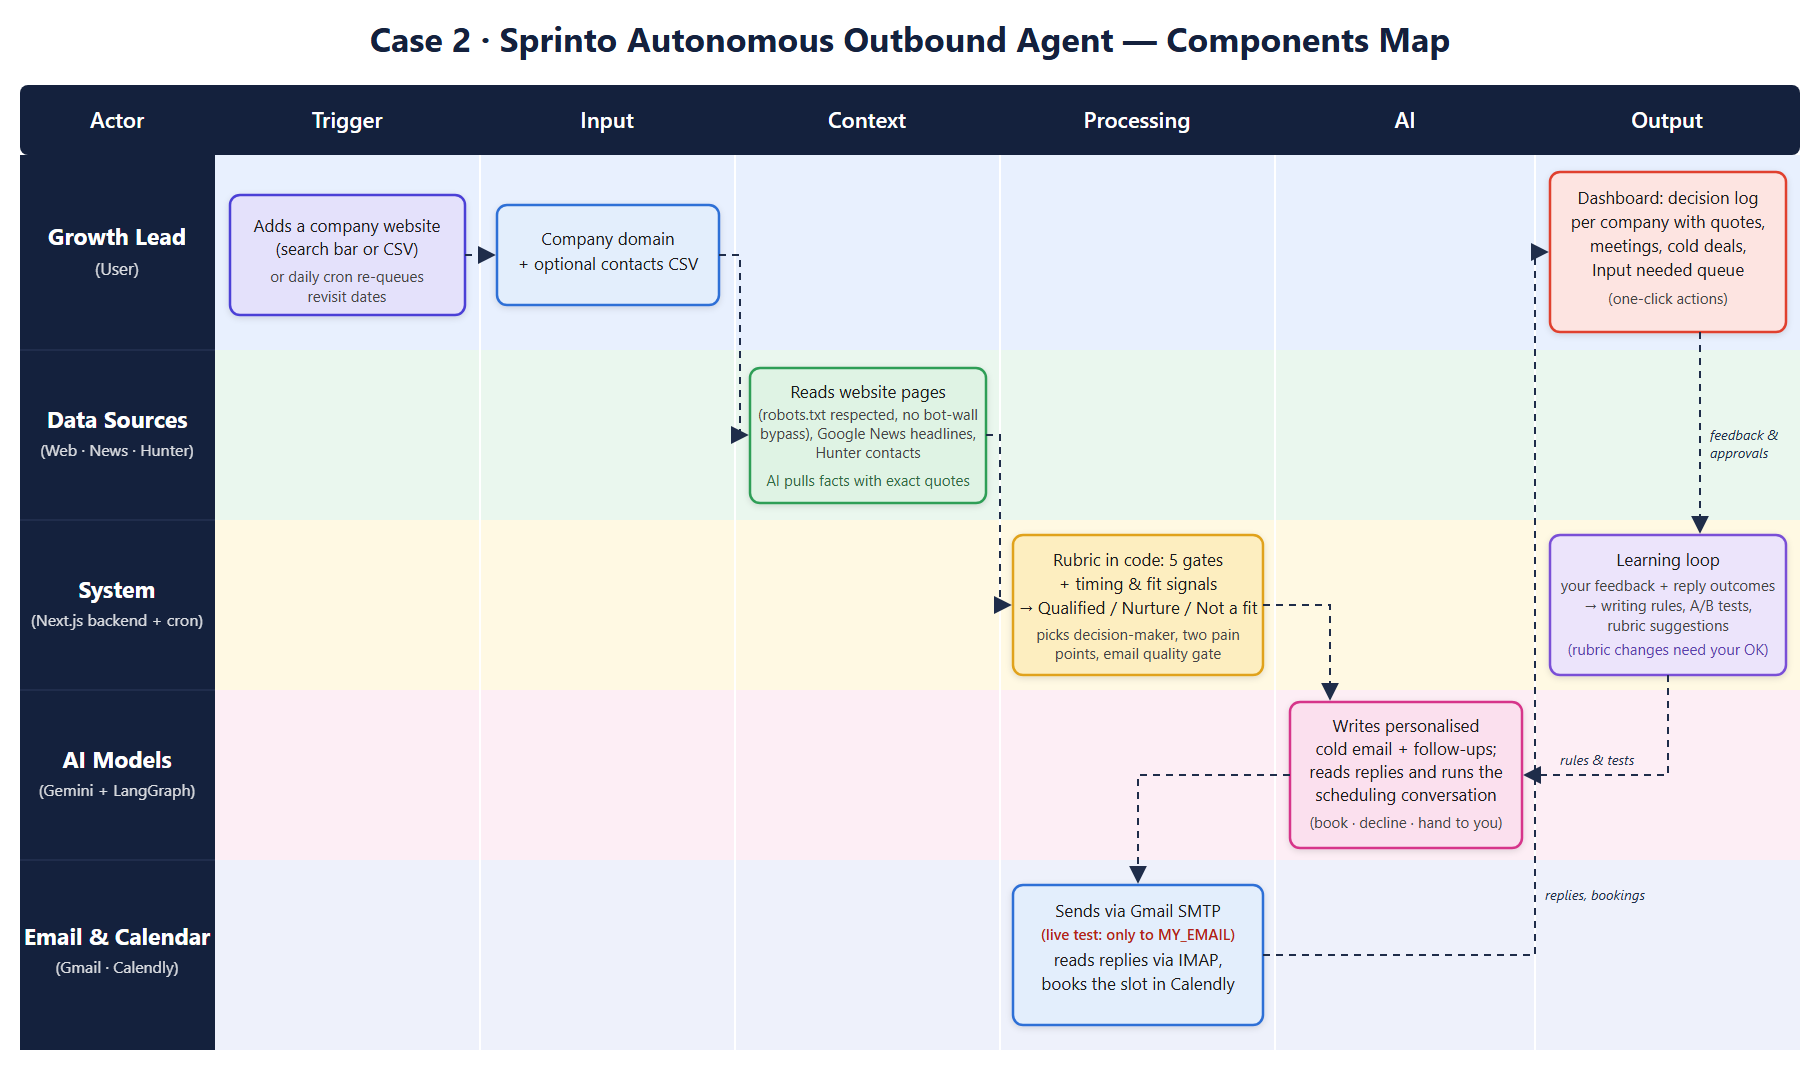 Case 2 · Sprinto Autonomous Outbound Agent — Components Map
Actor
Trigger
Input
Context
Processing
AI
Output
Growth Lead
(User)
Adds a company website
(search bar or CSV)
or daily cron re-queues
revisit dates
Company domain
+ optional contacts CSV
Dashboard: decision log
per company with quotes,
meetings, cold deals,
Input needed queue
(one-click actions)
Data Sources
(Web · News · Hunter)
Reads website pages
(robots.txt respected, no bot-wall
bypass), Google News headlines,
Hunter contacts
AI pulls facts with exact quotes
feedback &
approvals
System
(Next.js backend + cron)
Rubric in code: 5 gates
+ timing & fit signals
→ Qualified / Nurture / Not a fit
picks decision-maker, two pain
points, email quality gate
Learning loop
your feedback + reply outcomes
→ writing rules, A/B tests,
rubric suggestions
(rubric changes need your OK)
AI Models
(Gemini + LangGraph)
Writes personalised
cold email + follow-ups;
reads replies and runs the
scheduling conversation
(book · decline · hand to you)
rules & tests
Email & Calendar
(Gmail · Calendly)
Sends via Gmail SMTP
(live test: only to MY_EMAIL)
reads replies via IMAP,
books the slot in Calendly
replies, bookings